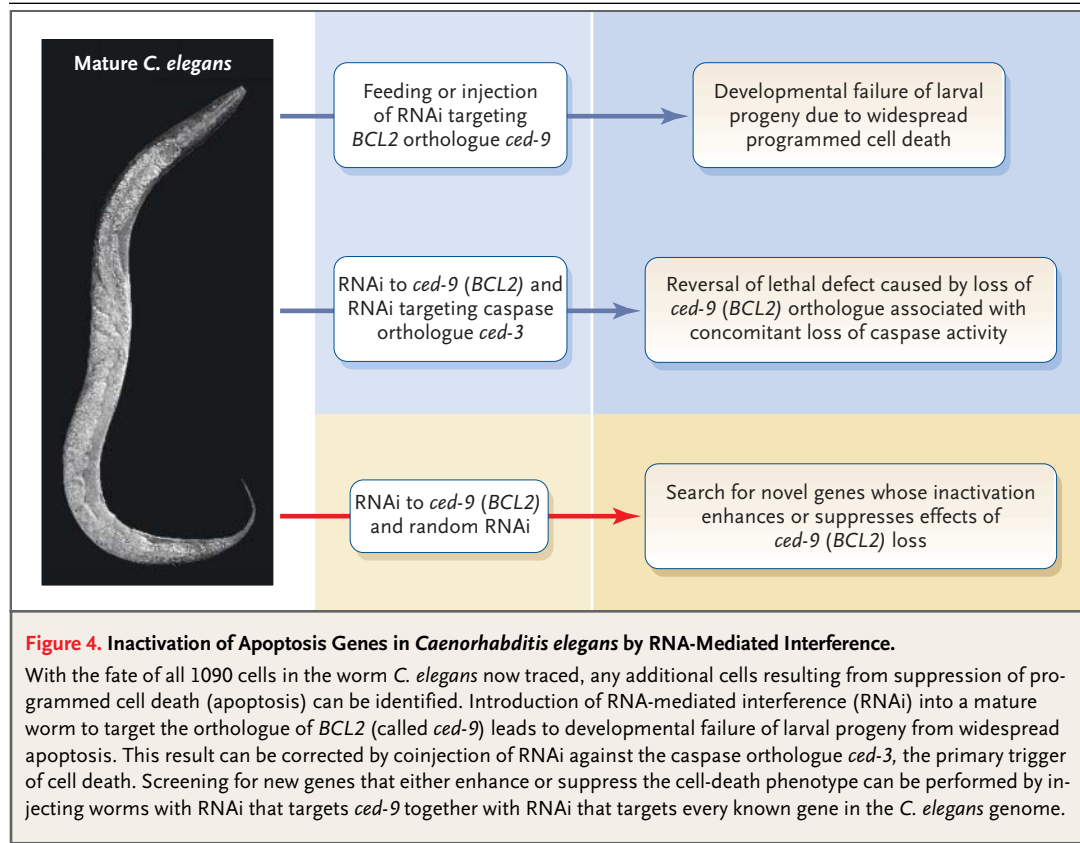 Mature C. elegans
Feeding or injection
of RNAi targeting
BCL2 orthologue ced-9
Developmental failure of larval
progeny due to widespread
programmed cell death
RNAi to ced-9 (BCL2) and
RNAi targeting caspase
orthologue ced-3
Reversal of lethal defect caused by loss of
ced-9 (BCL2) orthologue associated with
concomitant loss of caspase activity
RNAi to ced-9 (BCL2)
and random RNAi
Search for novel genes whose inactivation
enhances or suppresses effects of
ced-9 (BCL2) loss
Figure 4. Inactivation of Apoptosis Genes in Caenorhabditis elegans by RNA-Mediated Interference.
With the fate of all 1090 cells in the worm C. elegans now traced, any additional cells resulting from suppression of pro-
grammed cell death (apoptosis) can be identified. Introduction of RNA-mediated interference (RNAi) into a mature
worm to target the orthologue of BCL2 (called ced-9) leads to developmental failure of larval progeny from widespread
apoptosis. This result can be corrected by coinjection of RNAi against the caspase orthologue ced-3, the primary trigger
of cell death. Screening for new genes that either enhance or suppress the cell-death phenotype can be performed by in-
jecting worms with RNAi that targets ced-9 together with RNAi that targets every known gene in the C. elegans genome.